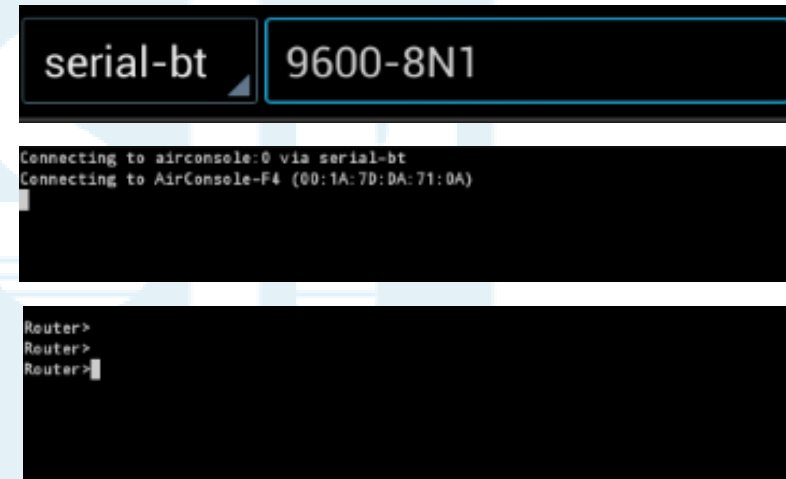 serial-bt 9600-8N1
Connecting to airconsole:0 via serial-bt
Connecting to AirConsole-F4 (00:1A:7D:DA:71:0A)
Router>
Router>
Router>